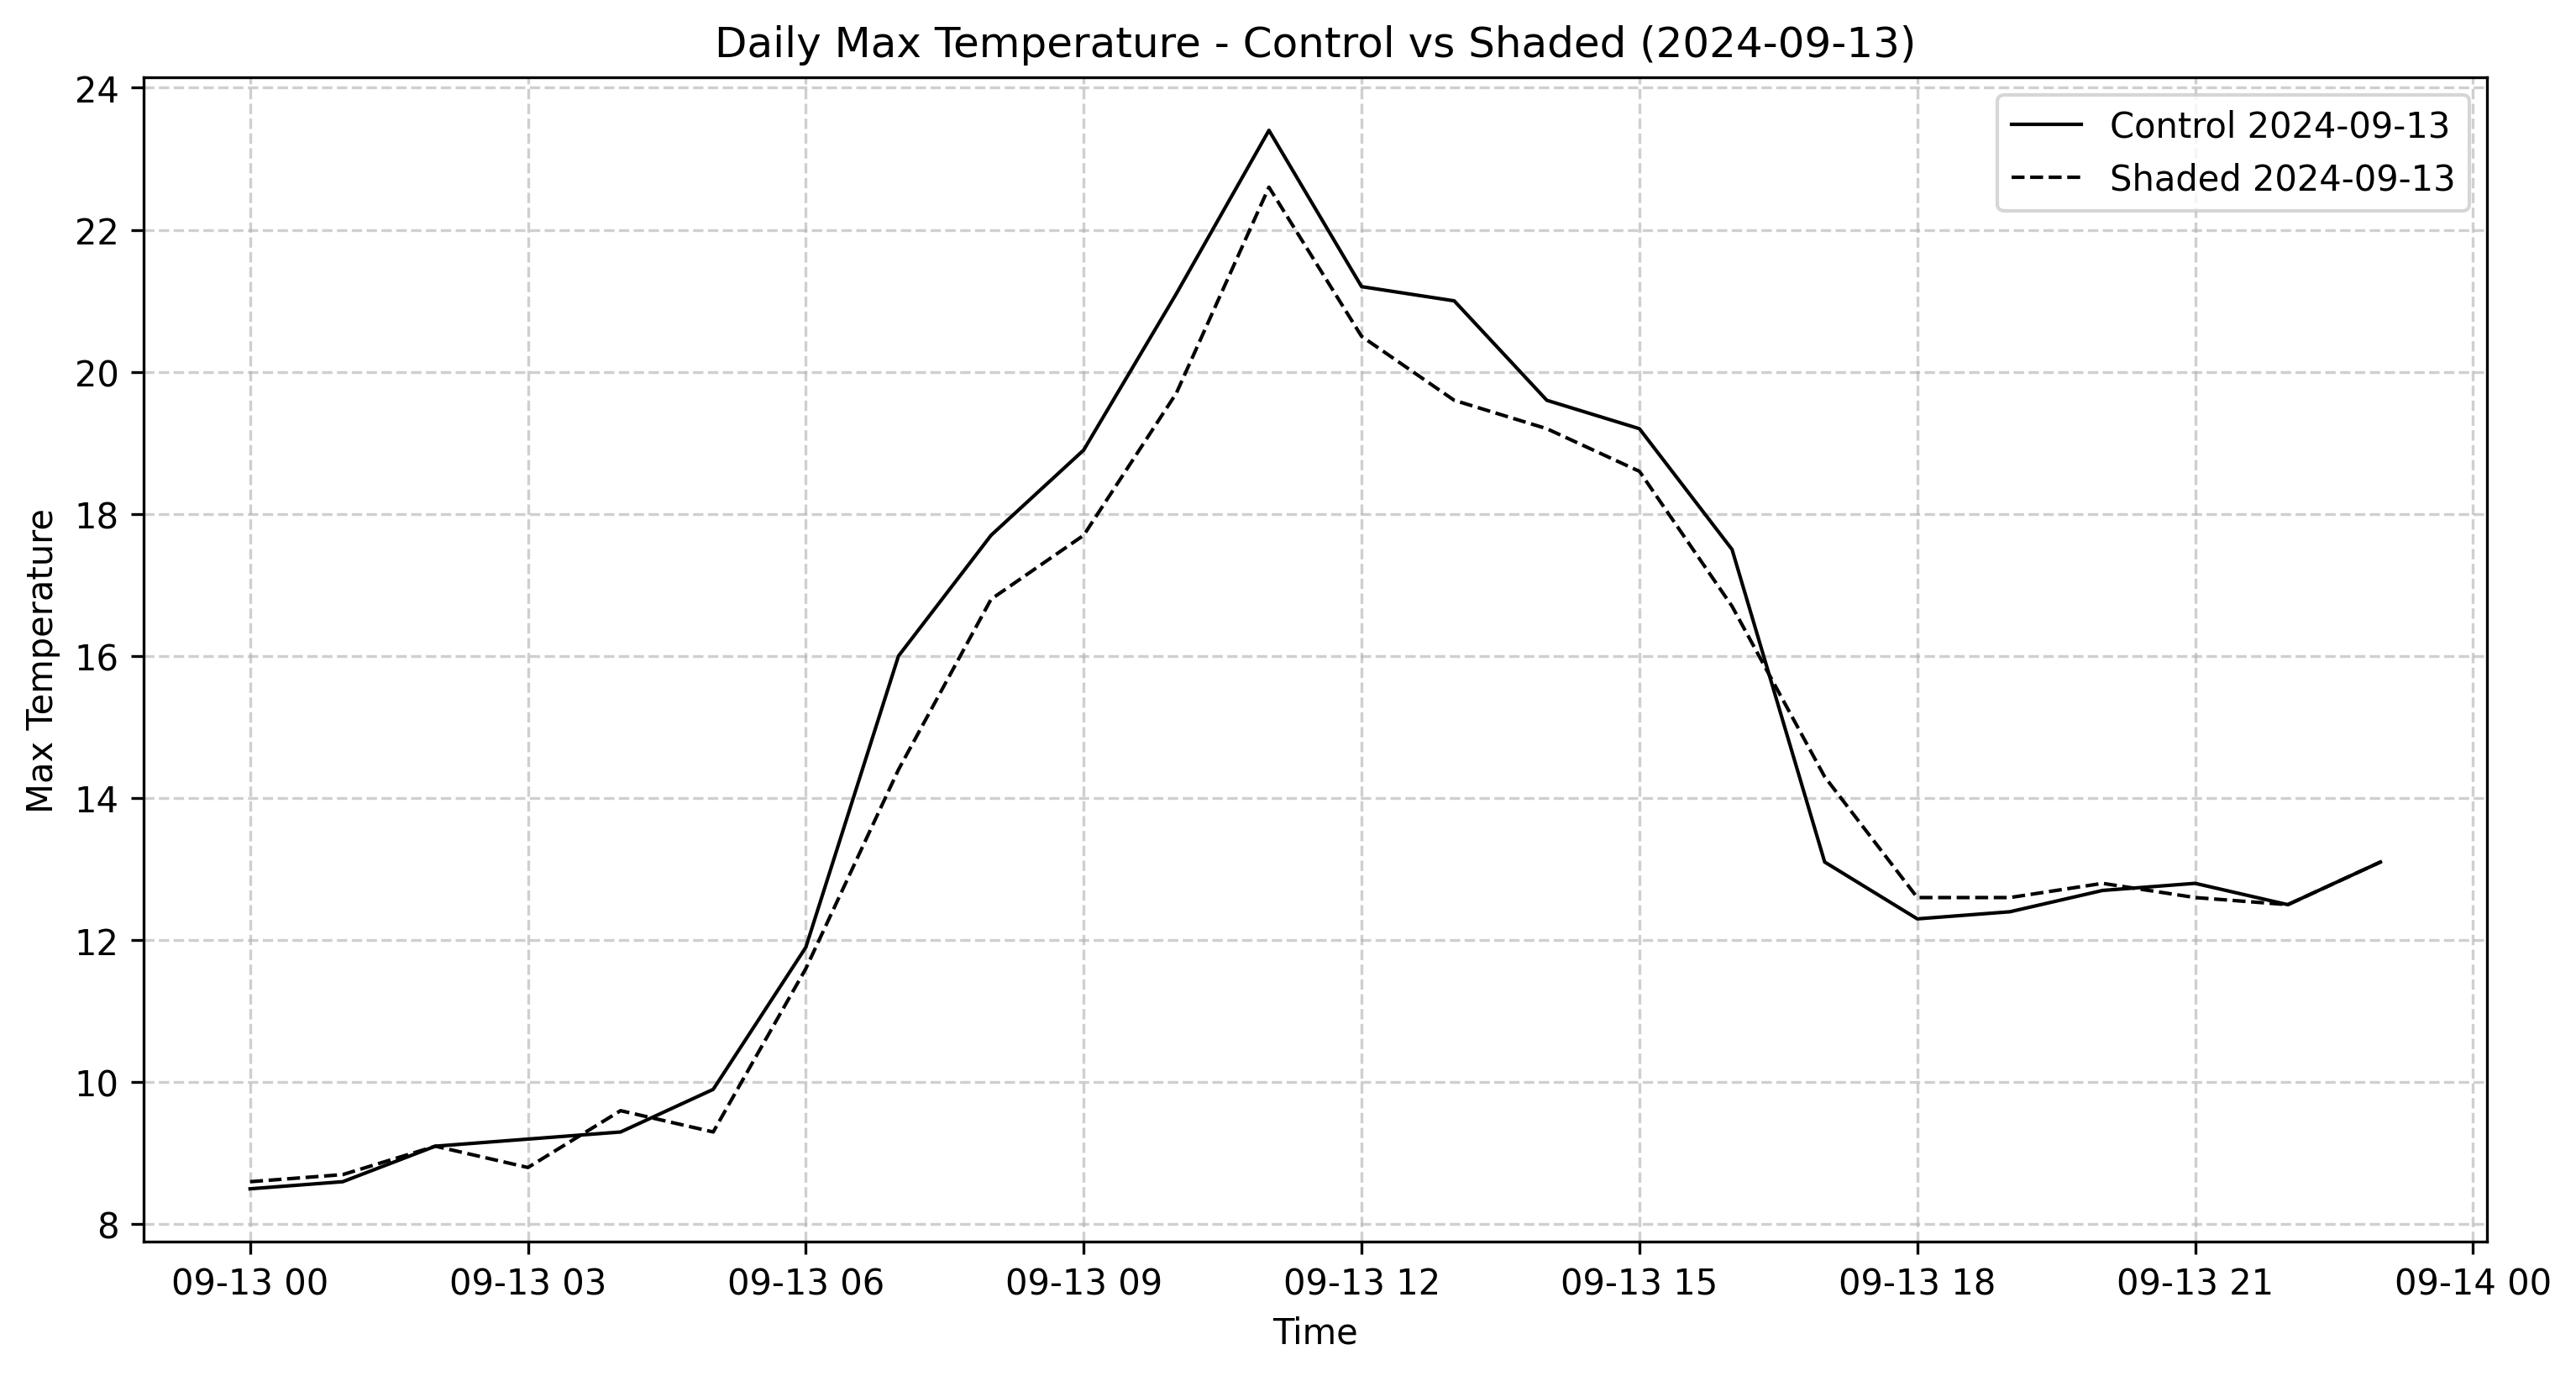 Daily Max Temperature - Control vs Shaded (2024-09-13)
Control 2024-09-13
Shaded 2024-09-13
Max Temperature
24
22
20
18
16
14
12
10
8
09-13 00 09-13 03 09-13 06 09-13 09 09-13 12 09-13 15 09-13 18 09-13 21 09-14 00
Time